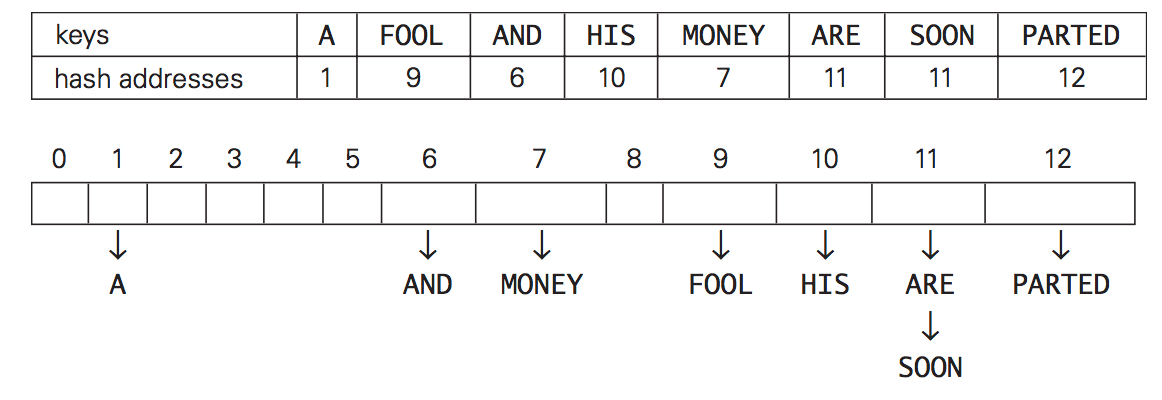 keys A FOOL AND HIS MONEY ARE SOON PARTED
hash addresses 1 9 6 10 7 11 11 12
0 1 2 3 4 5 6 7 8 9 10 11 12
↓ ↓ ↓ ↓ ↓ ↓ ↓
A AND MONEY FOOL HIS ARE PARTED
↓
SOON